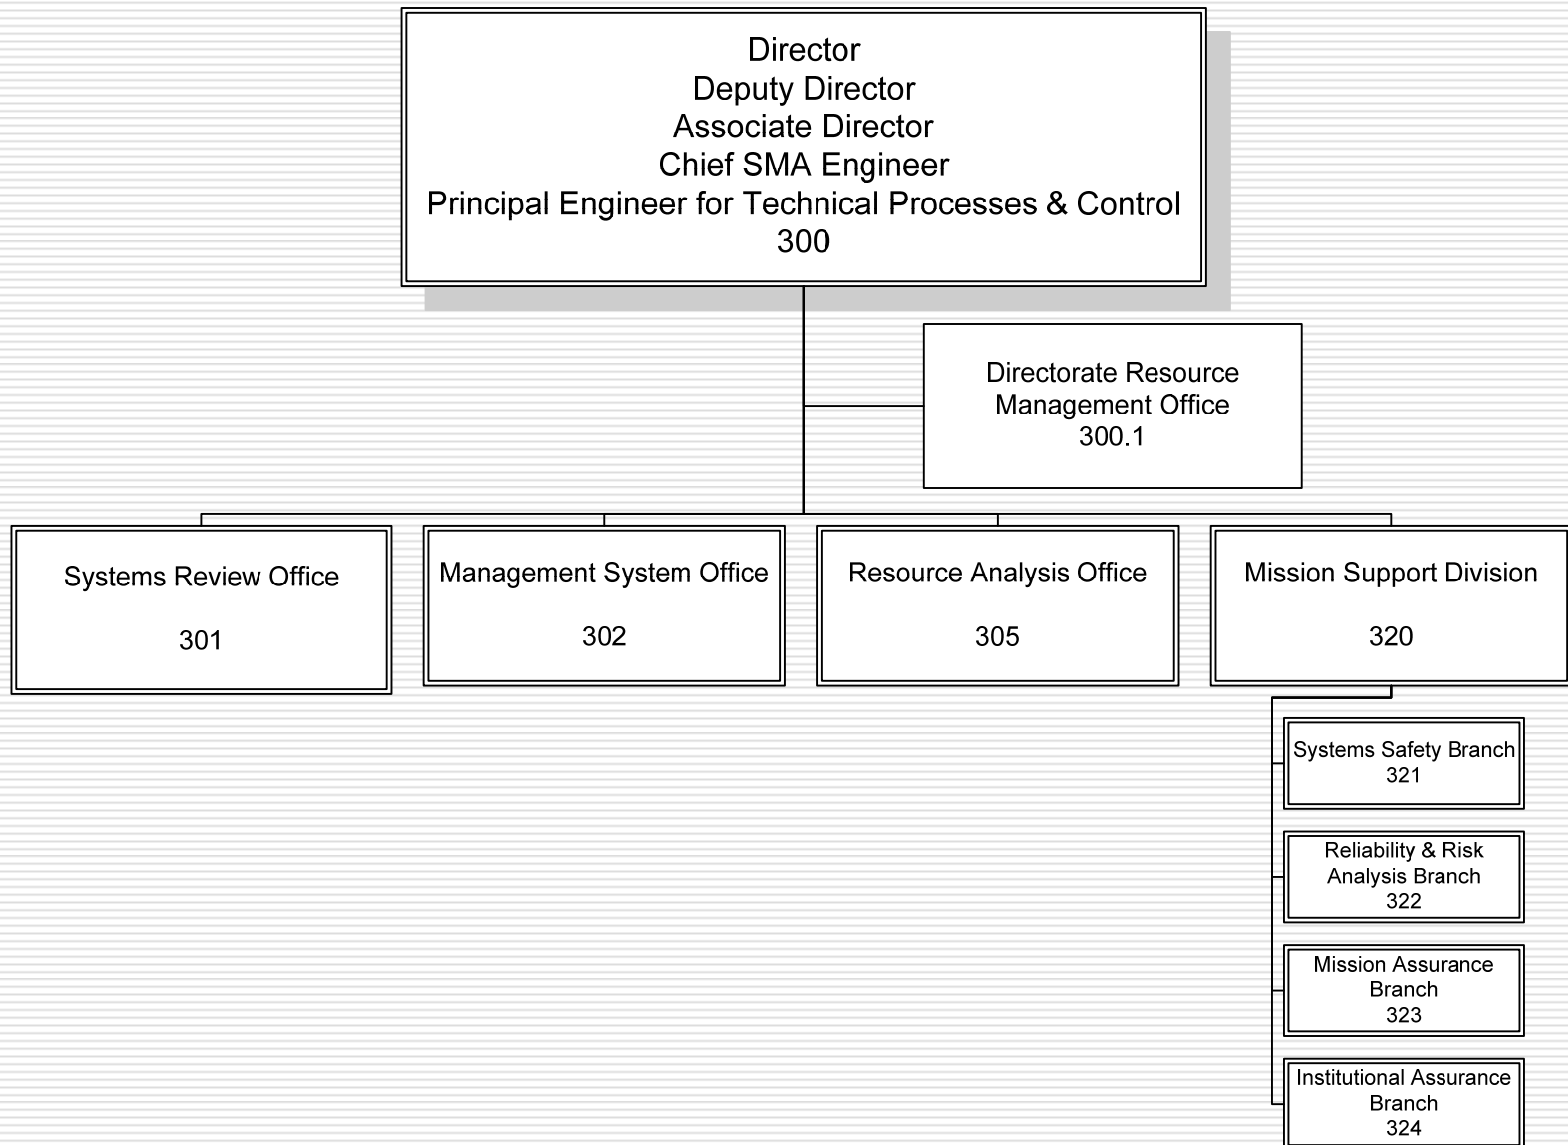 Director
Deputy Director
Associate Director
Chief SMA Engineer
Principal Engineer for Technical Processes & Control
300
Directorate Resource
Management Office
300.1
Systems Review Office
301
Management System Office
302
Resource Analysis Office
305
Mission Support Division
320
Systems Safety Branch
321
Reliability & Risk
Analysis Branch
322
Mission Assurance
Branch
323
Institutional Assurance
Branch
324